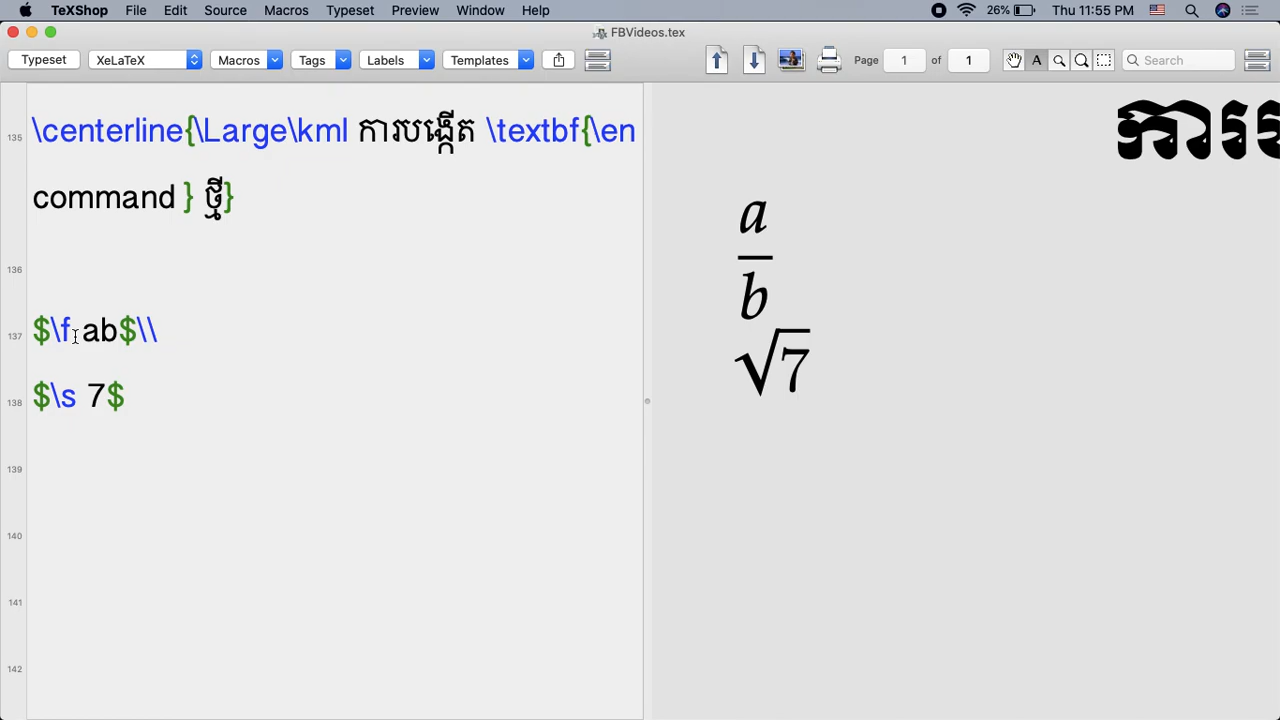 TeXShop File Edit Source Macros Typeset Preview Window Help 26% Thu 11:55 PM
FBVideos.tex
Typeset XeLaTeX Macros Tags Labels Templates Page 1 of 1 A Search
135 \centerline{\Large\kml ការបង្កើត \textbf{\en
command } ថ្មី}
136
137 $\f ab$\\
138 $\s 7$
139
140
141
142
a
b
√7